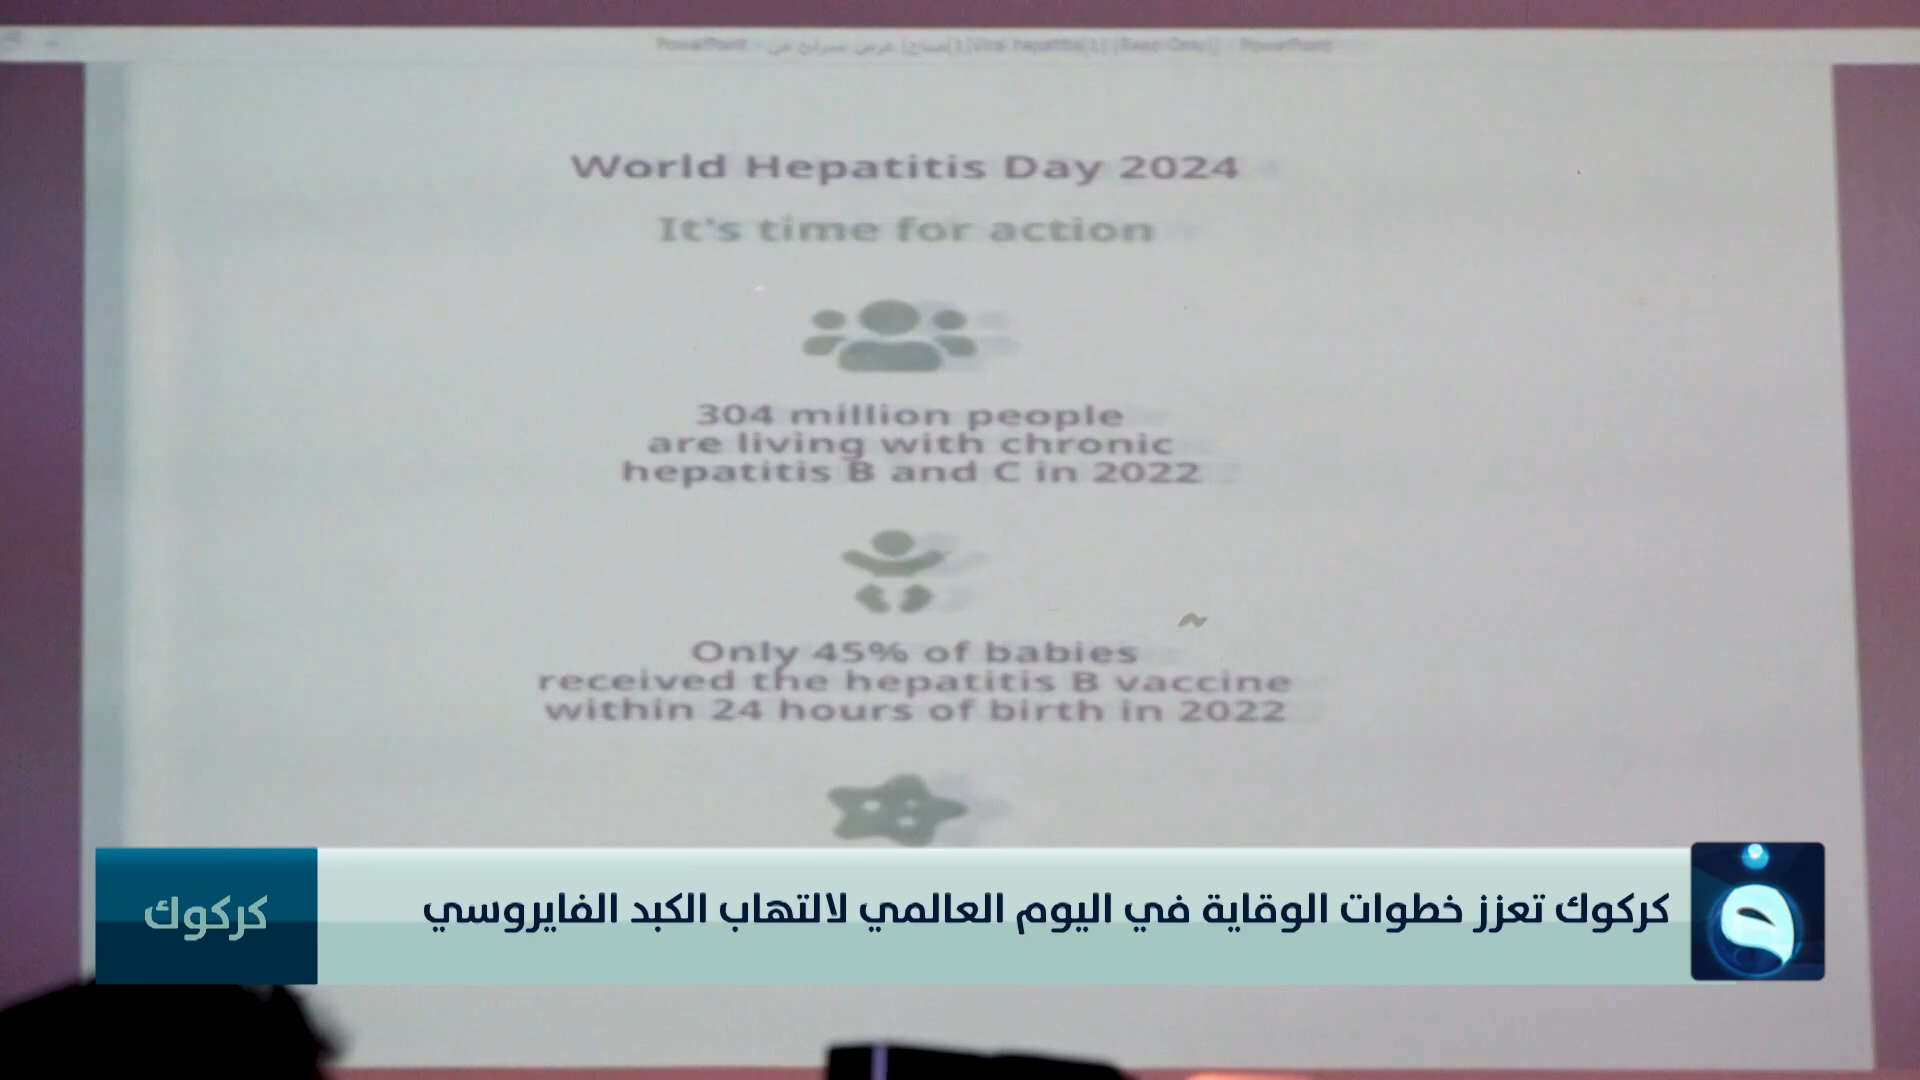 World Hepatitis Day 2024
It's time for action
304 million people
are living with chronic
hepatitis B and C in 2022
Only 45% of babies
received the hepatitis B vaccine
within 24 hours of birth in 2022
كركوك تعزز خطوات الوقاية في اليوم العالمي لالتهاب الكبد الفايروسي
كركوك